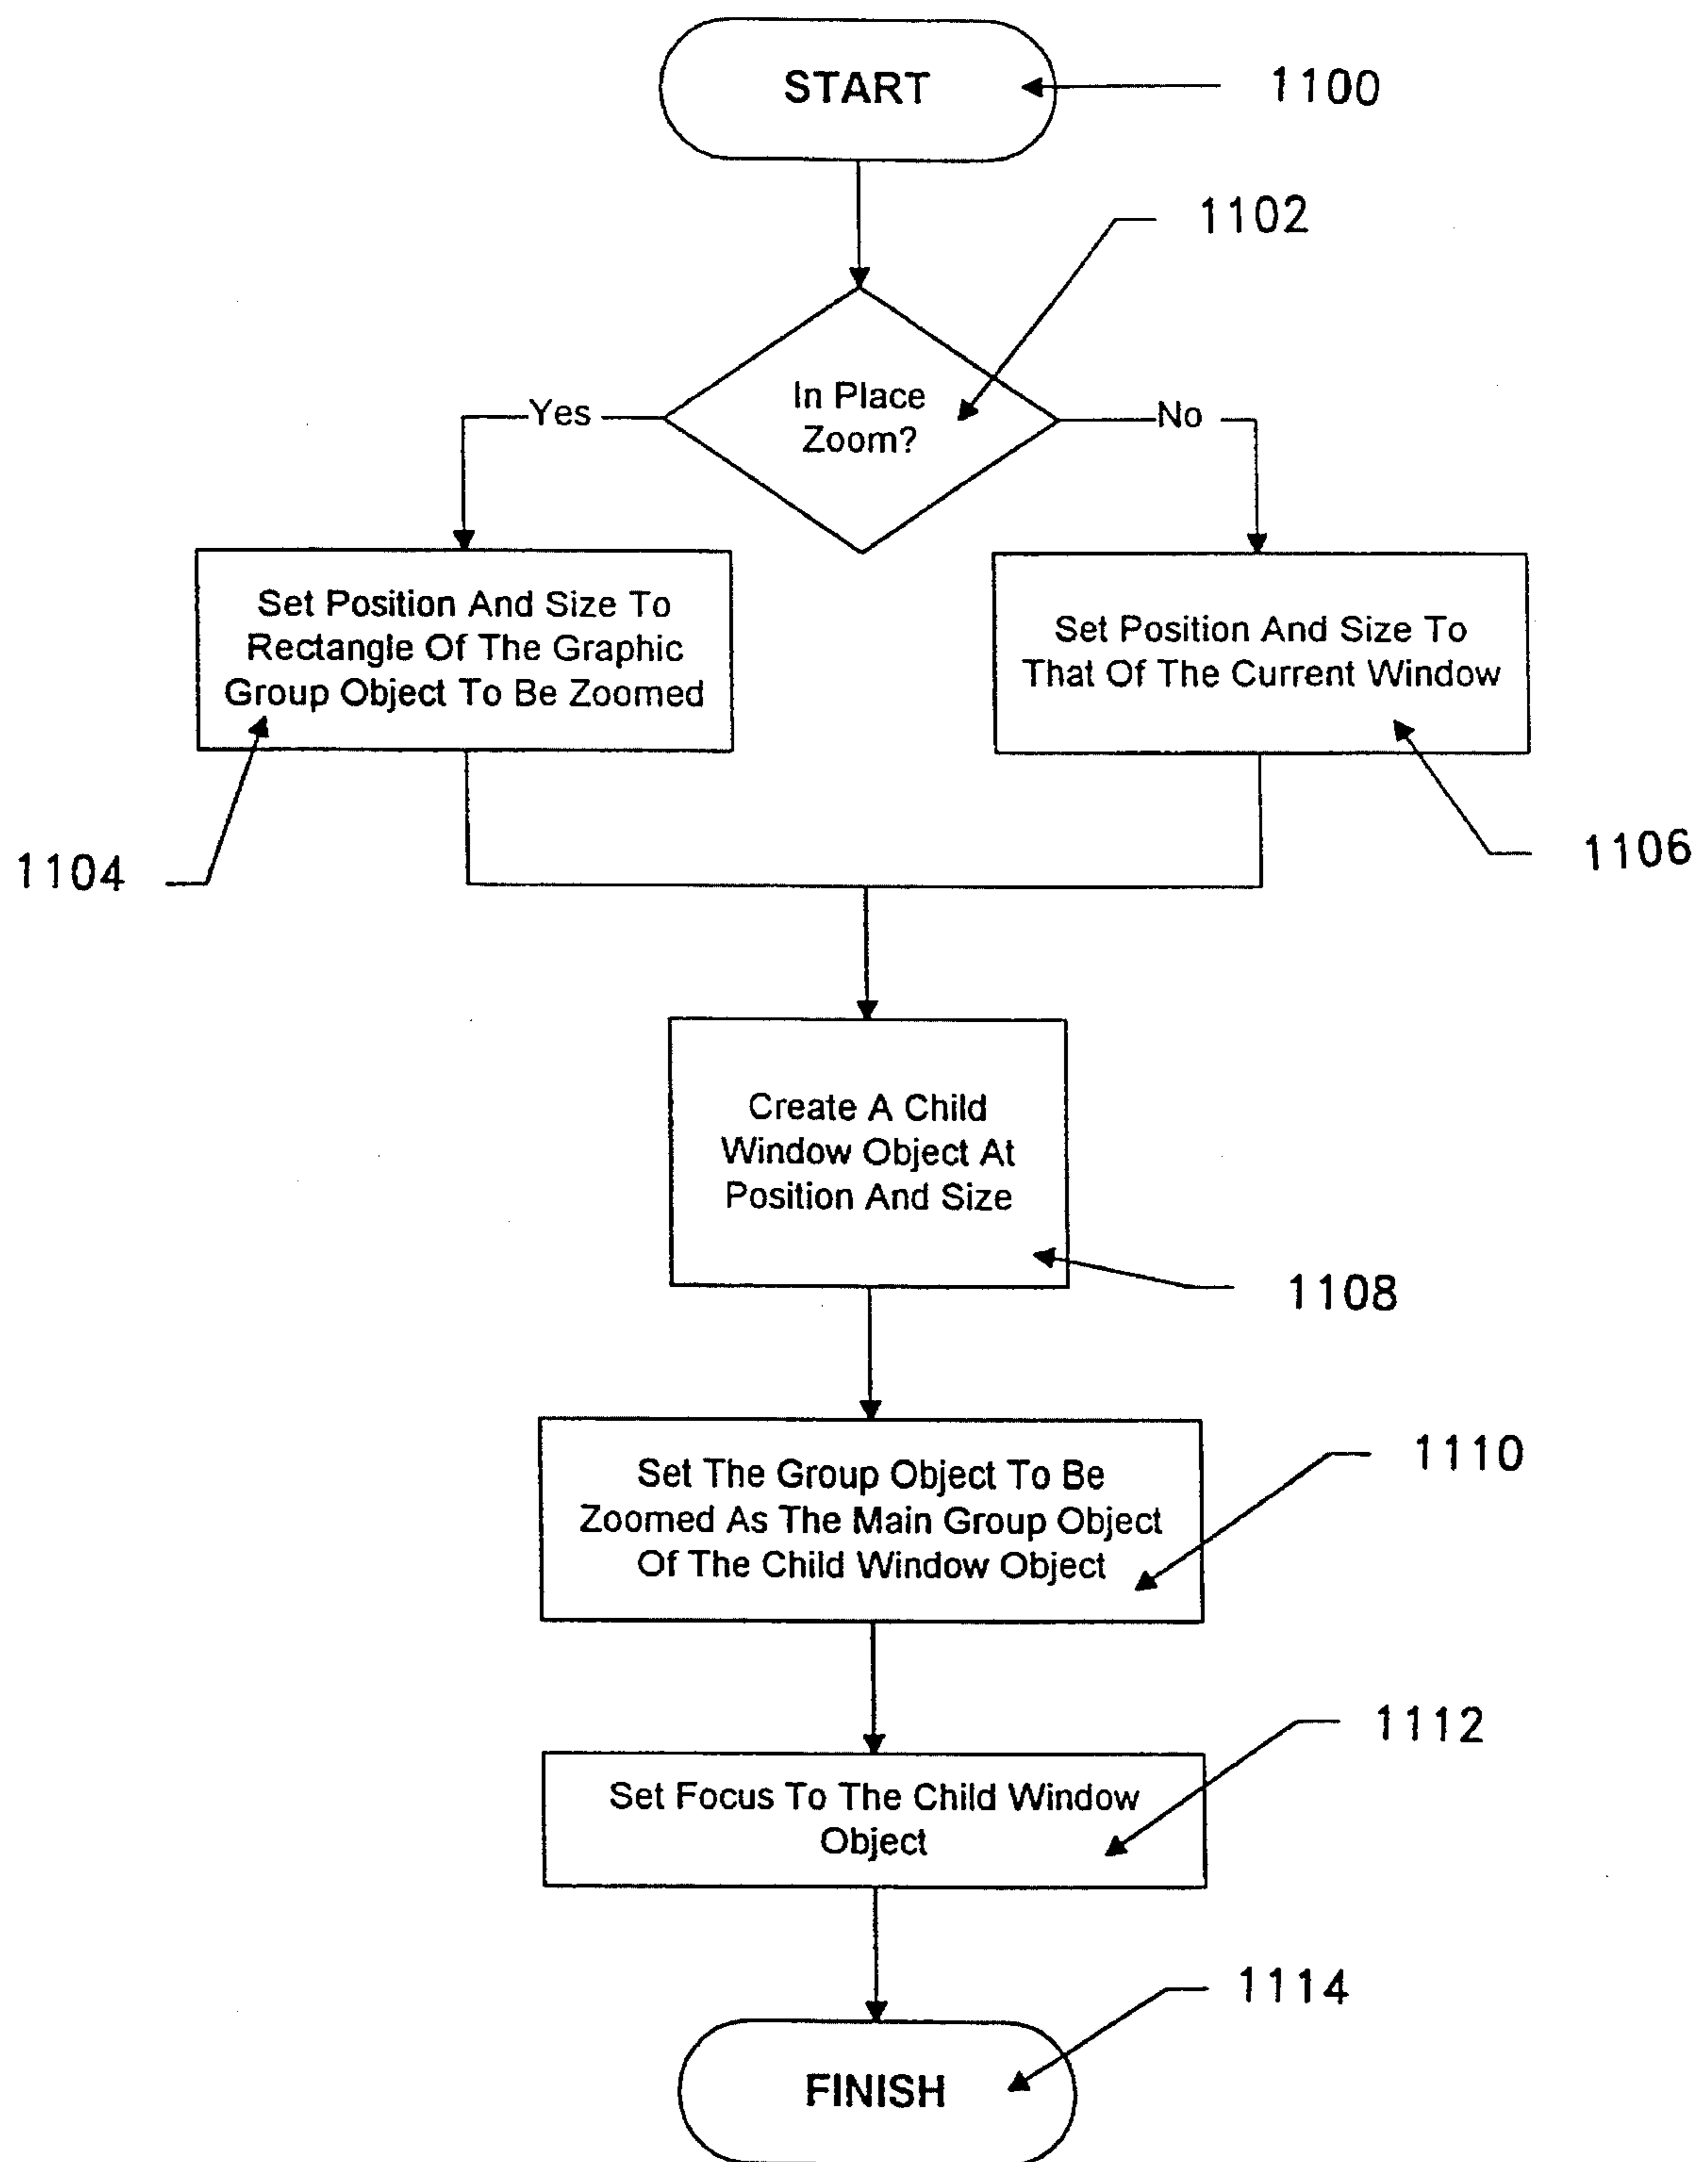 START
1100
1102
In Place
Zoom?
Yes
No
Set Position And Size To
Rectangle Of The Graphic
Group Object To Be Zoomed
Set Position And Size To
That Of The Current Window
1104
1106
Create A Child
Window Object At
Position And Size
1108
Set The Group Object To Be
Zoomed As The Main Group Object
Of The Child Window Object
1110
1112
Set Focus To The Child Window
Object
1114
FINISH